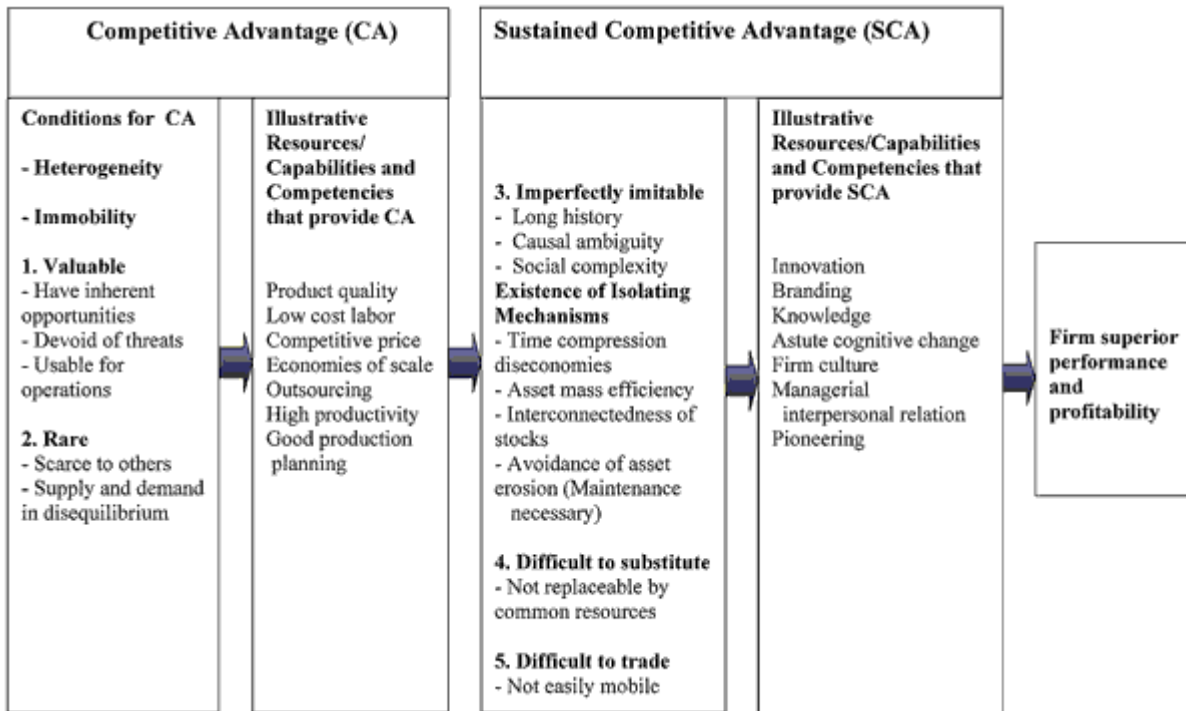 Competitive Advantage (CA)
Sustained Competitive Advantage (SCA)
Conditions for CA
- Heterogeneity
- Immobility
1. Valuable
- Have inherent
opportunities
- Devoid of threats
- Usable for
operations
2. Rare
- Scarce to others
- Supply and demand
in disequilibrium
Illustrative
Resources/
Capabilities and
Competencies
that provide CA
Product quality
Low cost labor
Competitive price
Economies of scale
Outsourcing
High productivity
Good production
planning
3. Imperfectly imitable
- Long history
- Causal ambiguity
- Social complexity
Existence of Isolating
Mechanisms
- Time compression
diseconomies
- Asset mass efficiency
- Interconnectedness of
stocks
- Avoidance of asset
erosion (Maintenance
necessary)
4. Difficult to substitute
- Not replaceable by
common resources
5. Difficult to trade
- Not easily mobile
Illustrative
Resources/Capabilities
and Competencies that
provide SCA
Innovation
Branding
Knowledge
Astute cognitive change
Firm culture
Managerial
interpersonal relation
Pioneering
Firm superior
performance
and
profitability